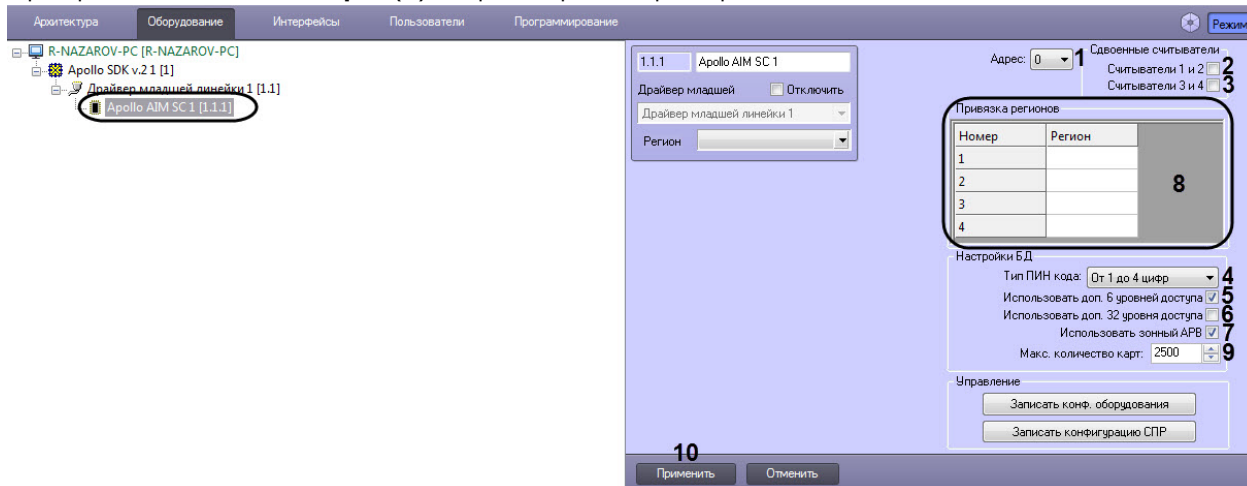 Архитектура Оборудование Интерфейсы Пользователи Программирование Режим
R-NAZAROV-PC [R-NAZAROV-PC]
Apollo SDK v.2 1 [1]
Драйвер младшей линейки 1 [1.1]
Apollo AIM SC 1 [1.1.1]
1.1.1 Apollo AIM SC 1
Драйвер младшей Отключить
Драйвер младшей линейки 1
Регион
Адрес: 0 1
Сдвоенные считыватели
Считыватели 1 и 2 2
Считыватели 3 и 4 3
Привязка регионов
Номер Регион
1
2
3
4
8
Настройки БД
Тип ПИН кода: От 1 до 4 цифр 4
Использовать доп. 6 уровней доступа 5
Использовать доп. 32 уровня доступа 6
Использовать зонный APB 7
Макс. количество карт: 2500 9
Управление
Записать конф. оборудования
Записать конфигурацию СПР
10
Применить Отменить